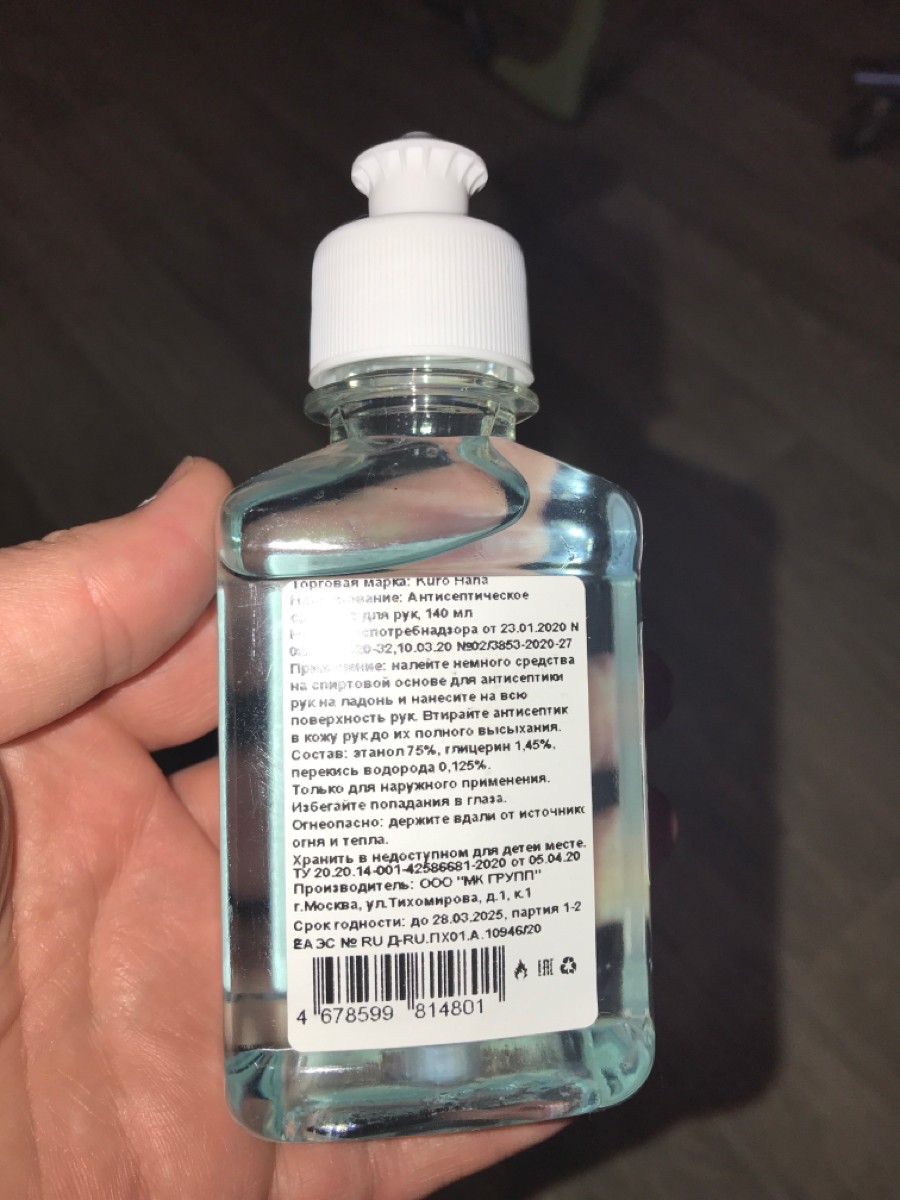 Торговая марка: Kuro Hana
Антисептическое
для рук, 140 мл
от 23.01.2020 N
20-32,10.03.20 №02/3853-2020-27
Применение: налейте немного средства
на спиртовой основе для антисептики
рук на ладонь и нанесите на всю
поверхность рук. Втирайте антисептик
в кожу рук до их полного высыхания.
Состав: этанол 75%, глицерин 1,45%,
перекись водорода 0,125%.
Только для наружного применения.
Избегайте попадания в глаза.
Огнеопасно: держите вдали от источнико
огня и тепла.
Хранить в недоступном для детей месте.
ТУ 20.20.14-001-42586681-2020 от 05.04.20
Производитель: ООО "МК ГРУПП"
г.Москва, ул.Тихомирова, д.1, к.1
Срок годности: до 28.03.2025, партия 1-2
ЕАЭС № RU Д-RU.ПХ01.А.10946/20
EAC
4 678599 814801